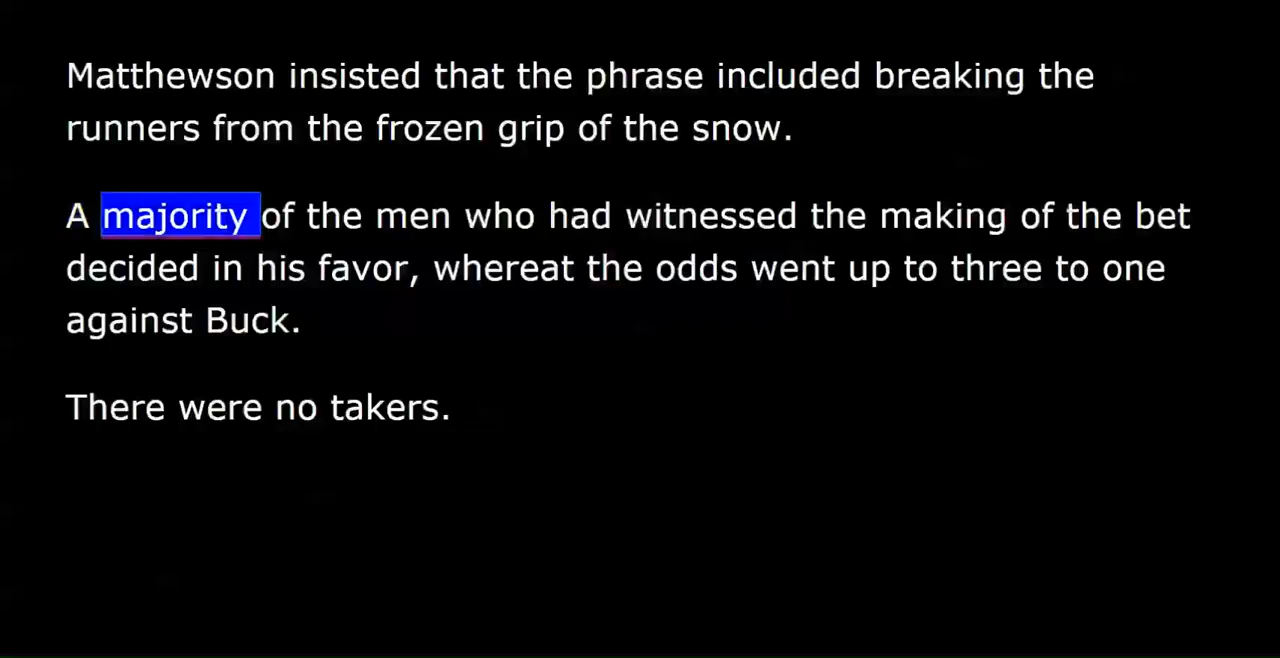 Matthewson insisted that the phrase included breaking the
runners from the frozen grip of the snow.
A majority of the men who had witnessed the making of the bet
decided in his favor, whereat the odds went up to three to one
against Buck.
There were no takers.